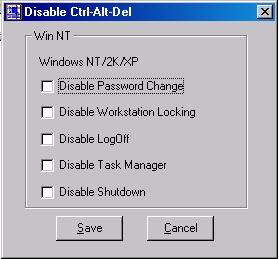 Disable Ctrl-Alt-Del
Win NT
Windows NT/2K/XP
Disable Password Change
Disable Workstation Locking
Disable LogOff
Disable Task Manager
Disable Shutdown
Save
Cancel